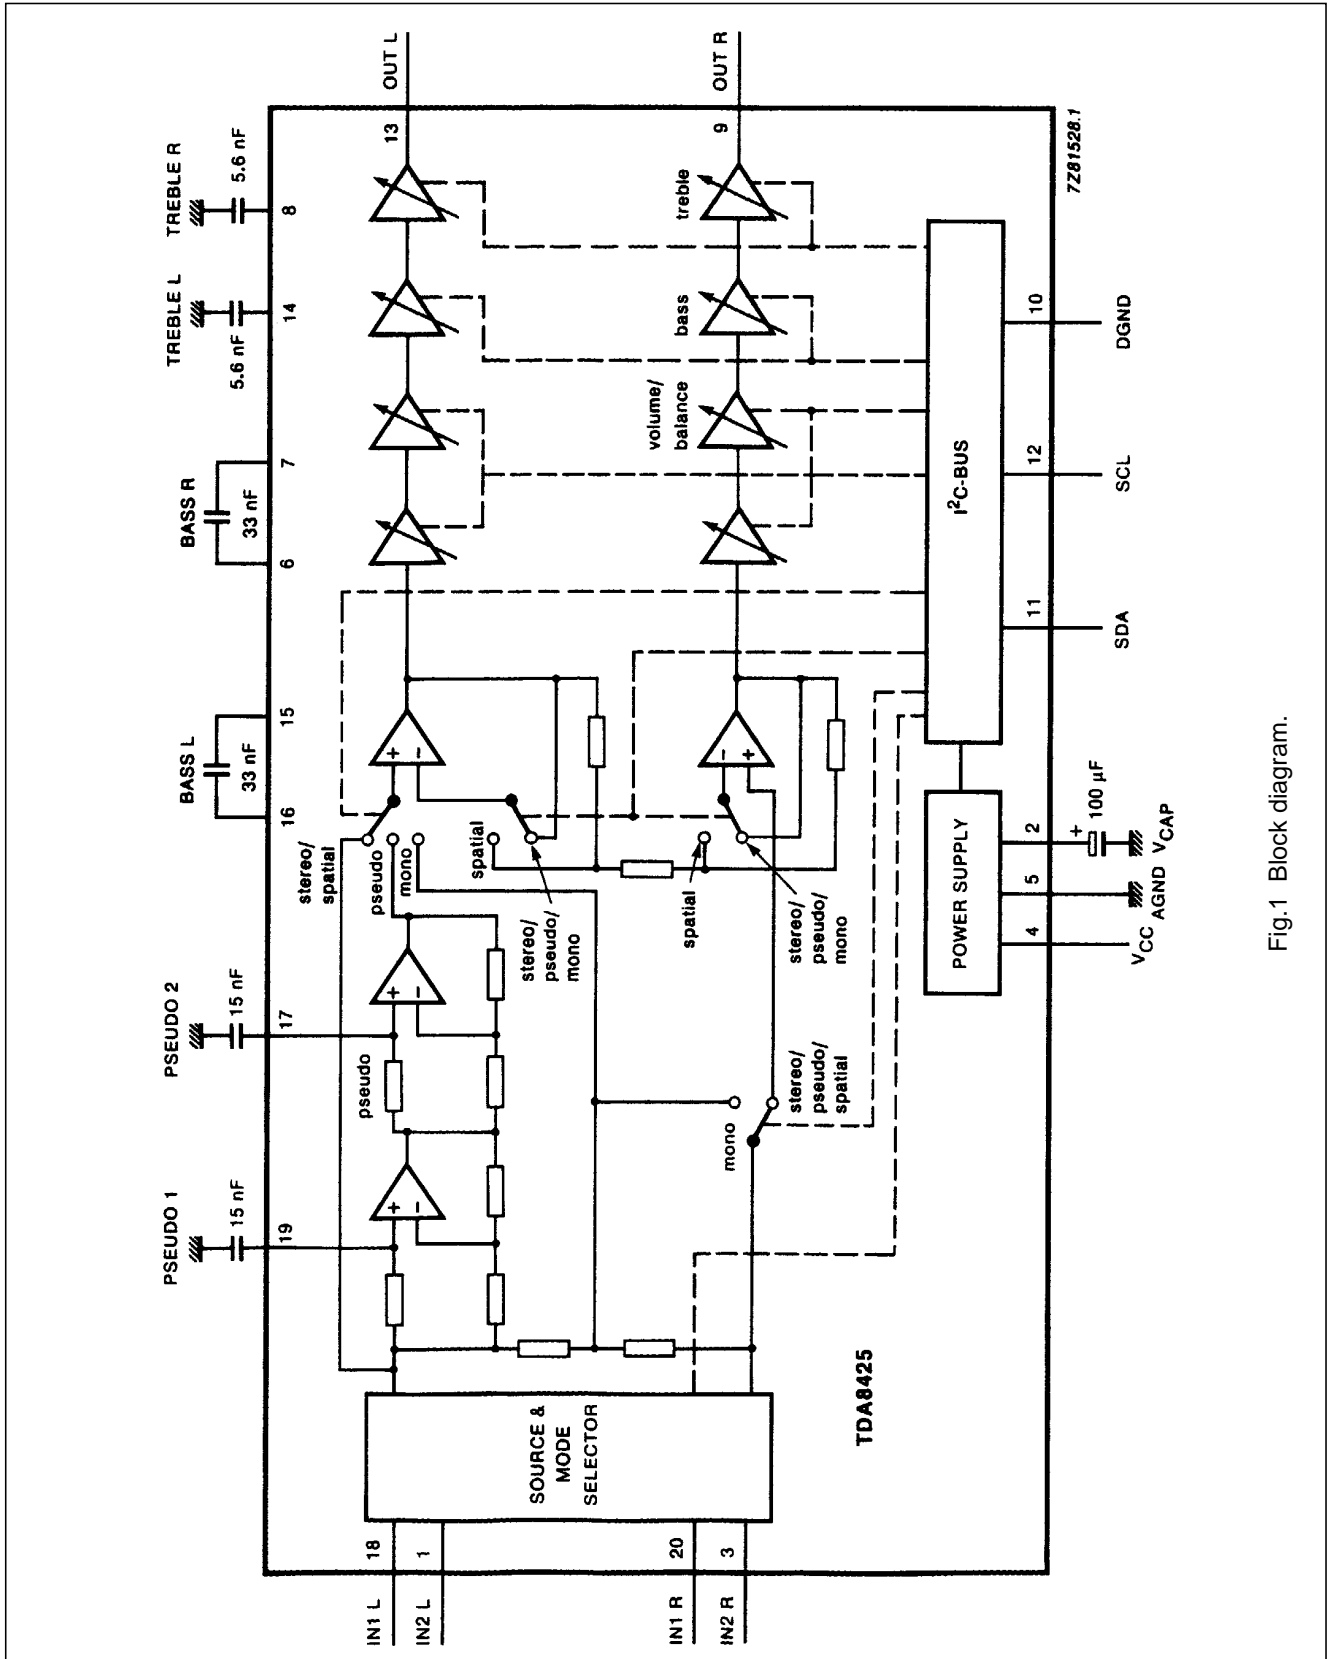 PSEUDO 1
15 nF
19
PSEUDO 2
15 nF
17
BASS L
33 nF
16
15
BASS R
33 nF
6
7
TREBLE L
5.6 nF
14
TREBLE R
5.6 nF
8
IN1 L
18
IN2 L
1
IN1 R
20
IN2 R
3
SOURCE &
MODE
SELECTOR
+
−
pseudo
+
−
stereo/
spatial
pseudo
mono
+
−
spatial
stereo/
pseudo/
mono
spatial
stereo/
pseudo/
mono
−
+
mono
stereo/
pseudo/
spatial
volume/
balance
bass
treble
13
OUT L
9
OUT R
TDA8425
POWER SUPPLY
I²C-BUS
4
VCC
5
AGND
2
+
100 µF
VCAP
11
SDA
12
SCL
10
DGND
7Z81528.1
Fig.1 Block diagram.